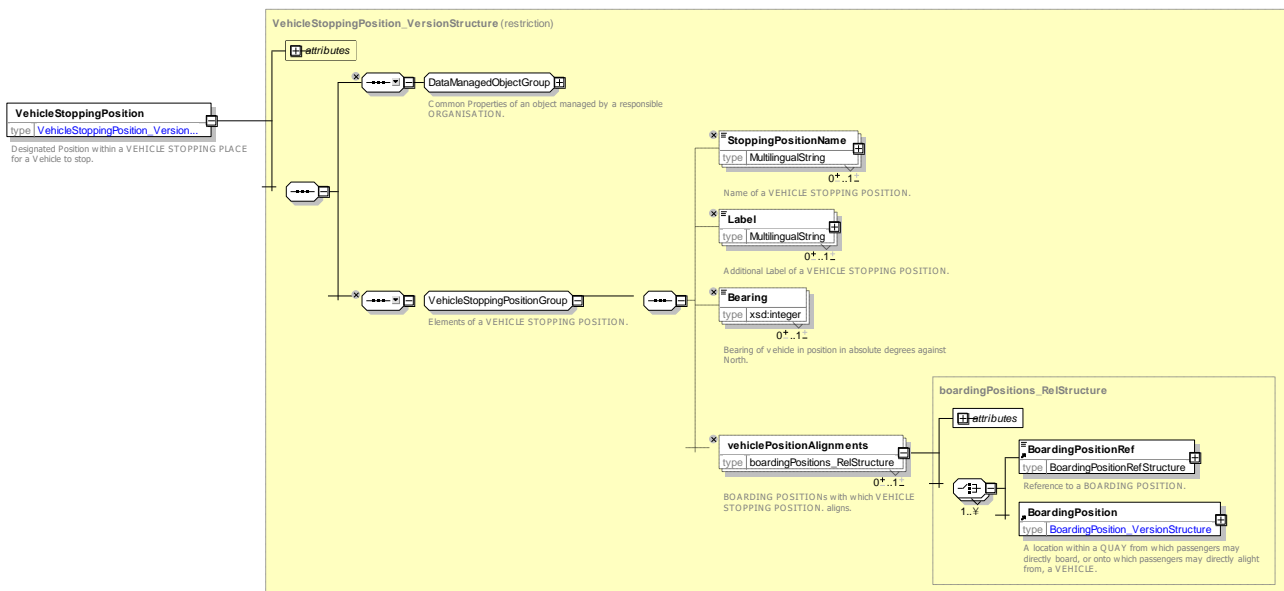 VehicleStoppingPosition_VersionStructure (restriction)
attributes
DataManagedObjectGroup
Common Properties of an object managed by a responsible
ORGANISATION.
VehicleStoppingPosition
type VehicleStoppingPosition_Version...
Designated Position within a VEHICLE STOPPING PLACE
for a Vehicle to stop.
StoppingPositionName
type MultilingualString
0..1
Name of a VEHICLE STOPPING POSITION.
Label
type MultilingualString
0..1
Additional Label of a VEHICLE STOPPING POSITION.
VehicleStoppingPositionGroup
Elements of a VEHICLE STOPPING POSITION.
Bearing
type xsd:integer
0..1
Bearing of vehicle in position in absolute degrees against
North.
boardingPositions_RelStructure
attributes
vehiclePositionAlignments
type boardingPositions_RelStructure
0..1
BOARDING POSITIONs with which VEHICLE
STOPPING POSITION. aligns.
BoardingPositionRef
type BoardingPositionRefStructure
Reference to a BOARDING POSITION.
1..¥
BoardingPosition
type BoardingPosition_VersionStructure
A location within a QUAY from which passengers may
directly board, or onto which passengers may directly alight
from, a VEHICLE.